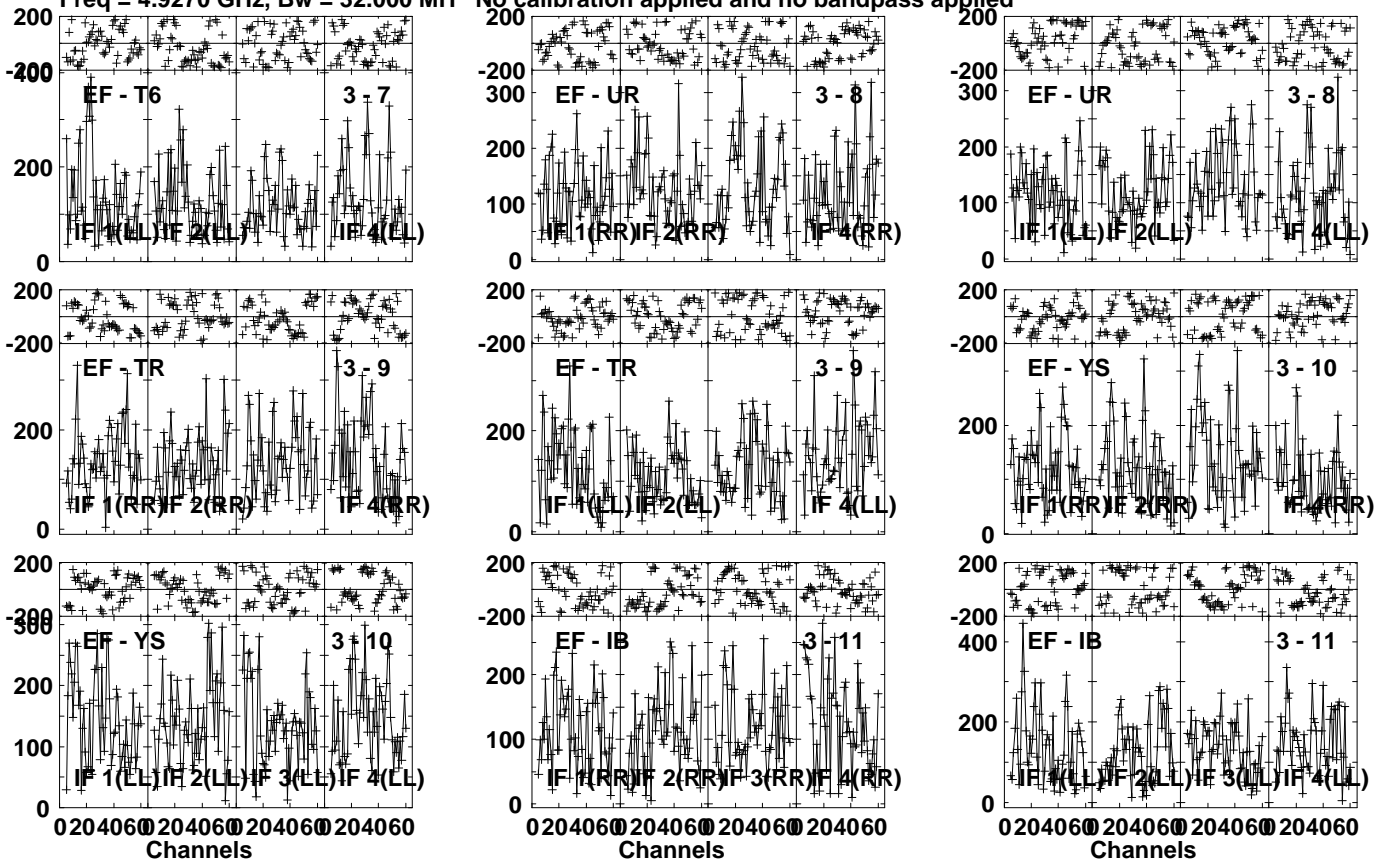 Freq = 4.9270 GHz, Bw = 32.000 MH No calibration applied and no bandpass applied
200 200 200
-200 -200 -200
400 300 300
EF - T6 3 - 7 EF - UR 3 - 8 EF - UR 3 - 8
200 200 200
100 100
IF 1(LL) IF 2(LL) IF 4(LL) IF 1(RR) IF 2(RR) IF 4(RR) IF 1(LL) IF 2(LL) IF 4(LL)
0 0 0
200 200 200
-200 -200 -200
EF - TR 3 - 9 EF - TR 3 - 9 EF - YS 3 - 10
200 200 200
IF 1(RR) IF 2(RR) IF 4(RR) IF 1(LL) IF 2(LL) IF 4(LL) IF 1(RR) IF 2(RR) IF 4(RR)
0 0 0
200 200 200
-200 -200 -200
300
EF - YS 3 - 10 EF - IB 3 - 11 EF - IB 3 - 11
400
200 200 200
100 100
IF 1(LL) IF 2(LL) IF 3(LL) IF 4(LL) IF 1(RR) IF 2(RR) IF 3(RR) IF 4(RR) IF 1(LL) IF 2(LL) IF 3(LL) IF 4(LL)
0 0 0
0 20 40 60 0 20 40 60 0 20 40 60 0 20 40 60 0 20 40 60 0 20 40 60 0 20 40 60 0 20 40 60 0 20 40 60 0 20 40 60 0 20 40 60 0 20 40 60
Channels Channels Channels